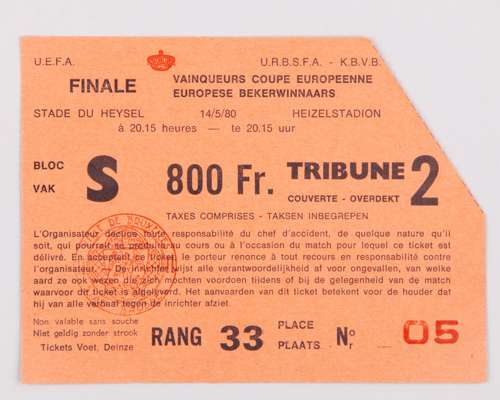 U.E.F.A. U.R.B.S.F.A. - K.B.V.B.
FINALE VAINQUEURS COUPE EUROPEENNE
EUROPESE BEKERWINNAARS
STADE DU HEYSEL 14/5/80 HEIZELSTADION
à 20.15 heures — te 20.15 uur
BLOC
VAK
S 800 Fr. TRIBUNE 2
COUVERTE - OVERDEKT
TAXES COMPRISES - TAKSEN INBEGREPEN
L'Organisateur décline toute responsabilité du chef d'accident, de quelque nature qu'il
soit, qui pourrait se produire au cours ou à l'occasion du match pour lequel ce ticket est
délivré. En acceptant ce ticket, le porteur renonce à tout recours en responsabilité contre
l'organisateur. - De inrichter wijst alle verantwoordelijkheid af voor ongevallen, van welke
aard ze ook wezen die zich mochten voordoen tijdens of bij de gelegenheid van de match
waarvoor dit ticket is afgeleverd. Het aanvaarden van dit ticket betekent voor de houder dat
hij van alle verhaal tegen de inrichter afziet.
Non valable sans souche
Niet geldig zonder strook
Tickets Voet, Deinze
RANG 33 PLACE
PLAATS
No
r
05